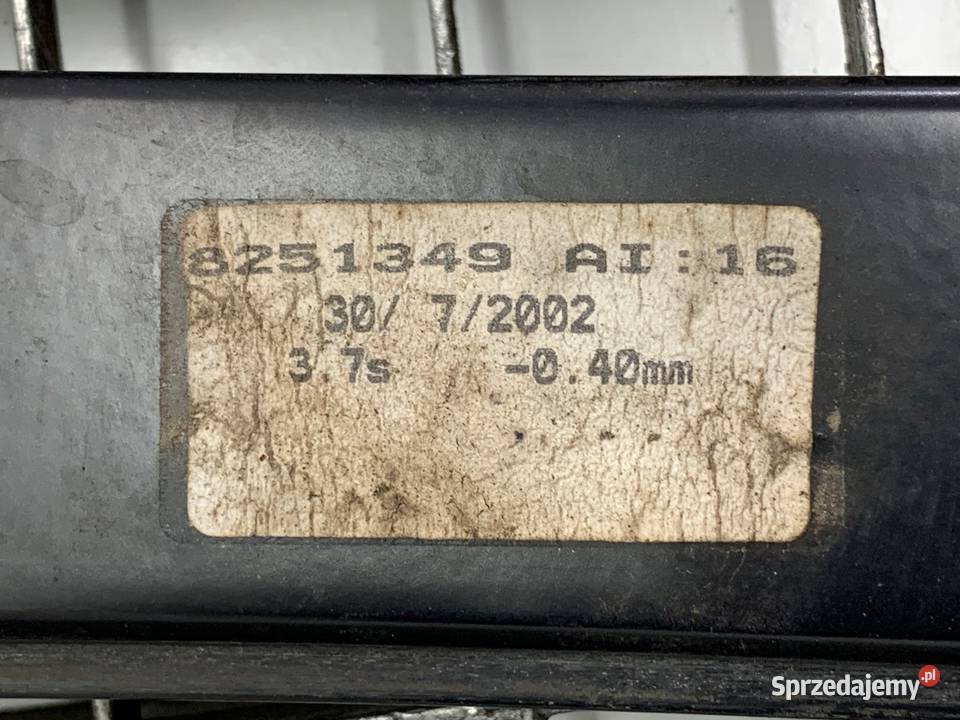 8251349 AI:16
30/ 7/2002
3.7s -0.40mm
Sprzedajemy.pl